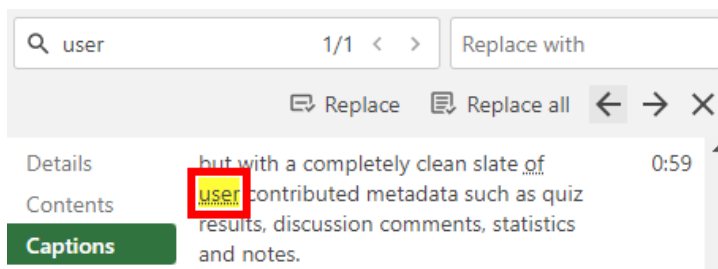 user 1/1 < > Replace with
Replace Replace all
Details
Contents
Captions
but with a completely clean slate of 0:59
user contributed metadata such as quiz
results, discussion comments, statistics
and notes.